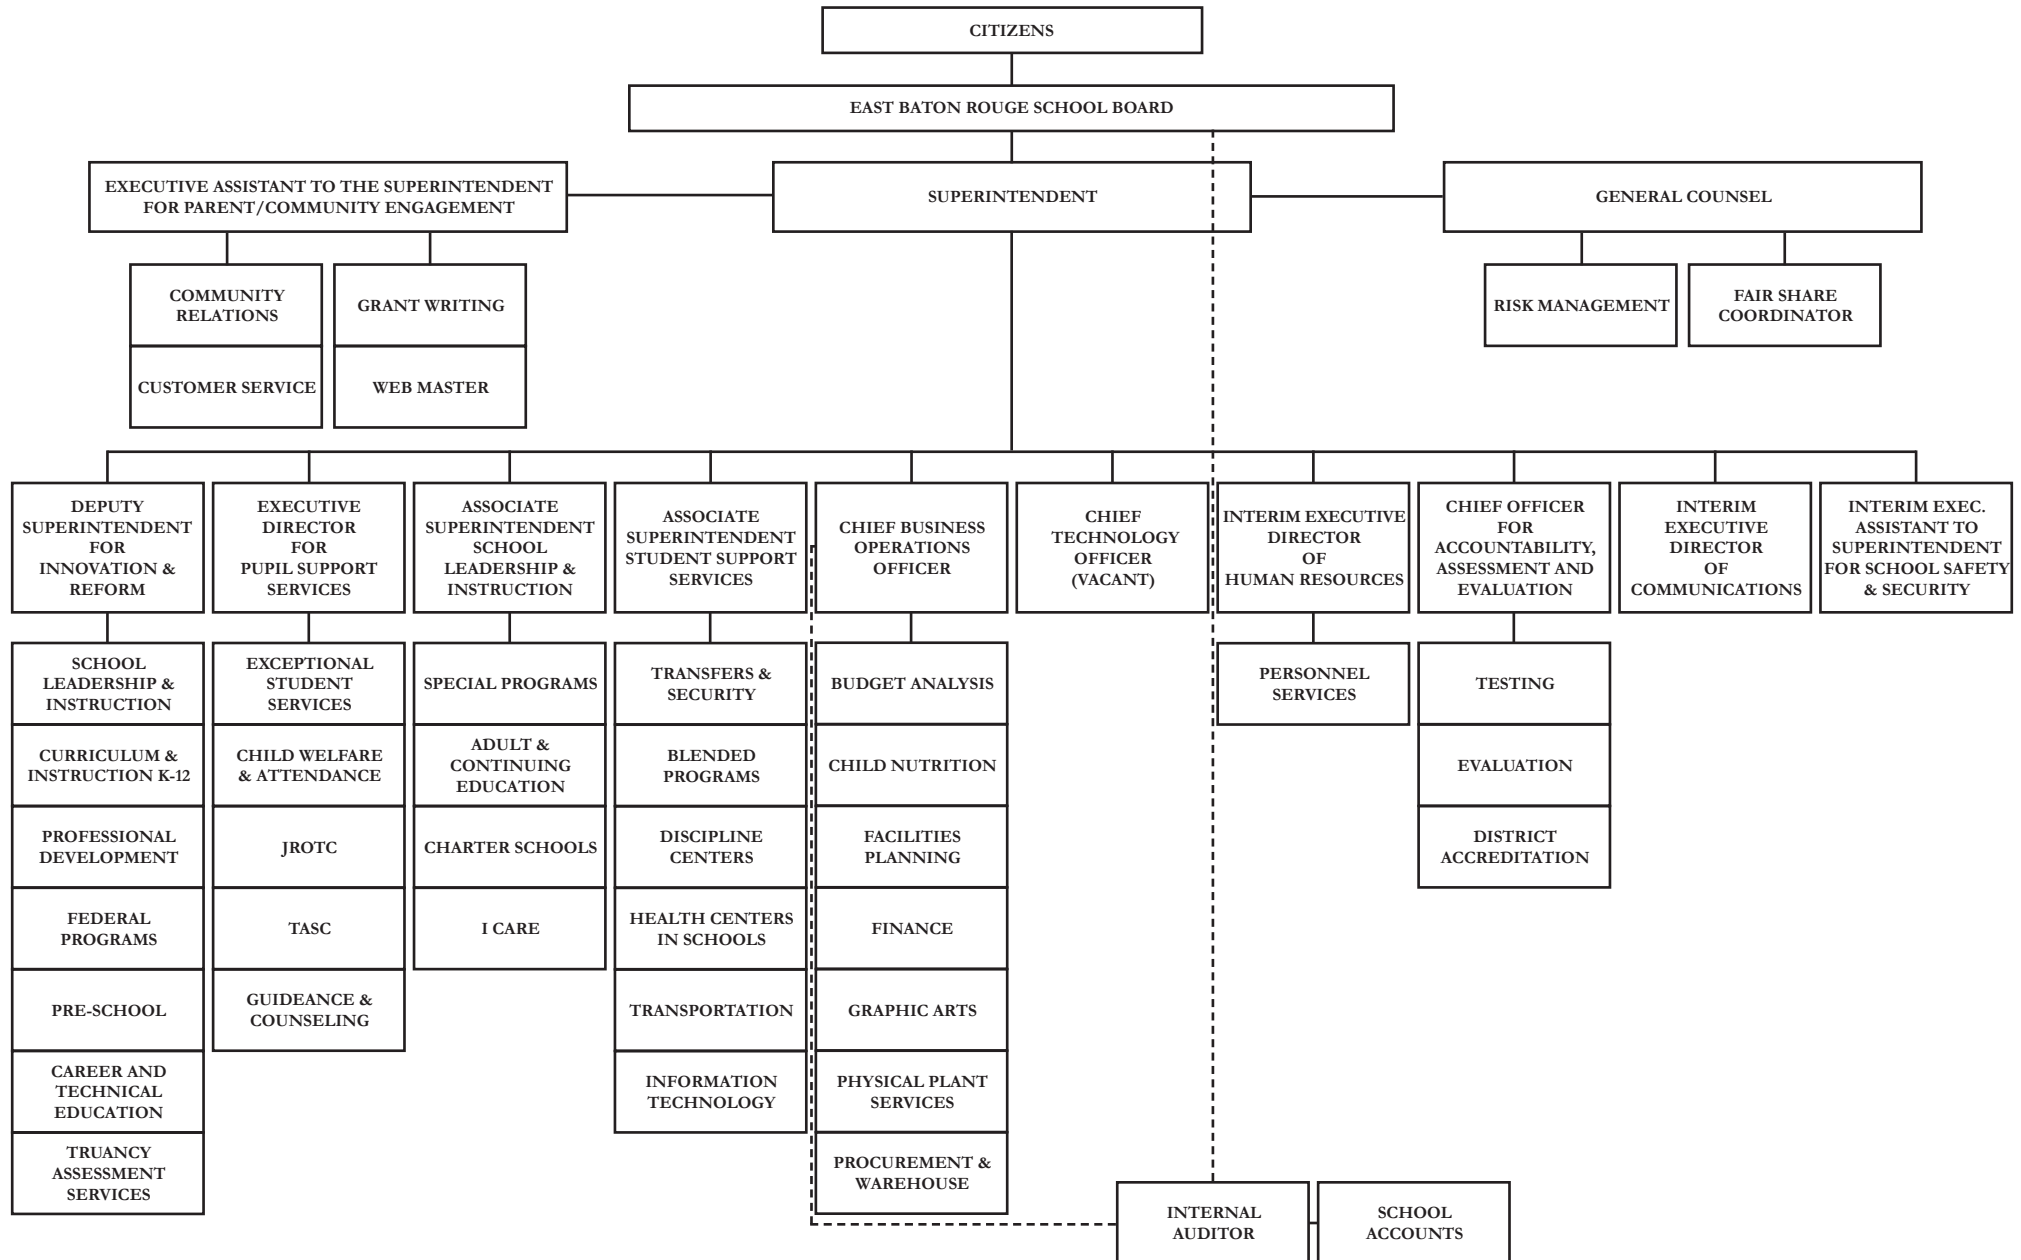 CITIZENS
EAST BATON ROUGE SCHOOL BOARD
EXECUTIVE ASSISTANT TO THE SUPERINTENDENT
FOR PARENT/COMMUNITY ENGAGEMENT
SUPERINTENDENT
GENERAL COUNSEL
COMMUNITY
RELATIONS
GRANT WRITING
RISK MANAGEMENT
FAIR SHARE
COORDINATOR
CUSTOMER SERVICE
WEB MASTER
DEPUTY
SUPERINTENDENT
FOR
INNOVATION &
REFORM
EXECUTIVE
DIRECTOR
FOR
PUPIL SUPPORT
SERVICES
ASSOCIATE
SUPERINTENDENT
SCHOOL
LEADERSHIP &
INSTRUCTION
ASSOCIATE
SUPERINTENDENT
STUDENT SUPPORT
SERVICES
CHIEF BUSINESS
OPERATIONS
OFFICER
CHIEF
TECHNOLOGY
OFFICER
(VACANT)
INTERIM EXECUTIVE
DIRECTOR
OF
HUMAN RESOURCES
CHIEF OFFICER
FOR
ACCOUNTABILITY,
ASSESSMENT AND
EVALUATION
INTERIM
EXECUTIVE
DIRECTOR
OF
COMMUNICATIONS
INTERIM EXEC.
ASSISTANT TO
SUPERINTENDENT
FOR SCHOOL SAFETY
& SECURITY
SCHOOL
LEADERSHIP &
INSTRUCTION
CURRICULUM &
INSTRUCTION K-12
PROFESSIONAL
DEVELOPMENT
FEDERAL
PROGRAMS
PRE-SCHOOL
CAREER AND
TECHNICAL
EDUCATION
TRUANCY
ASSESSMENT
SERVICES
EXCEPTIONAL
STUDENT
SERVICES
CHILD WELFARE
& ATTENDANCE
JROTC
TASC
GUIDEANCE &
COUNSELING
SPECIAL PROGRAMS
ADULT &
CONTINUING
EDUCATION
CHARTER SCHOOLS
I CARE
TRANSFERS &
SECURITY
BLENDED
PROGRAMS
DISCIPLINE
CENTERS
HEALTH CENTERS
IN SCHOOLS
TRANSPORTATION
INFORMATION
TECHNOLOGY
BUDGET ANALYSIS
CHILD NUTRITION
FACILITIES
PLANNING
FINANCE
GRAPHIC ARTS
PHYSICAL PLANT
SERVICES
PROCUREMENT &
WAREHOUSE
PERSONNEL
SERVICES
TESTING
EVALUATION
DISTRICT
ACCREDITATION
INTERNAL
AUDITOR
SCHOOL
ACCOUNTS